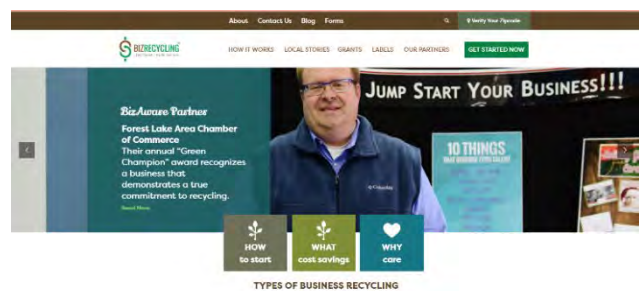 About Contact Us Blog Forms Verify Your Zipcode
BIZRECYCLING
HOW IT WORKS LOCAL STORIES GRANTS LABELS OUR PARTNERS GET STARTED NOW
JUMP START YOUR BUSINESS!!!
BizAware Partner
Forest Lake Area Chamber
of Commerce
Their annual "Green
Champion" award recognizes
a business that
demonstrates a true
commitment to recycling.
Read More
10 THINGS
Columbia
HOW
to start
WHAT
cost savings
WHY
care
TYPES OF BUSINESS RECYCLING